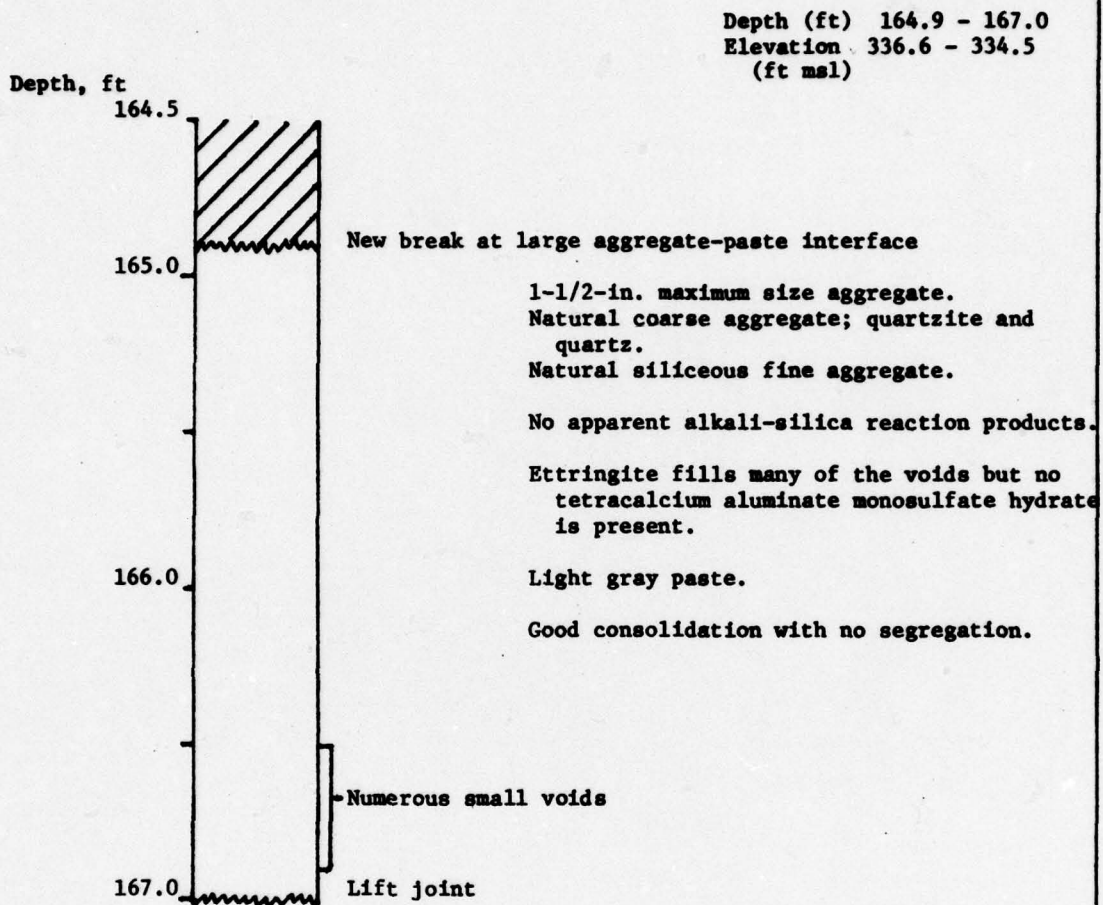 Depth (ft) 164.9 - 167.0
Elevation 336.6 - 334.5
(ft msl)
Depth, ft
164.5
New break at large aggregate-paste interface
165.0
1-1/2-in. maximum size aggregate.
Natural coarse aggregate; quartzite and
quartz.
Natural siliceous fine aggregate.
No apparent alkali-silica reaction products.
Ettringite fills many of the voids but no
tetracalcium aluminate monosulfate hydrate
is present.
166.0
Light gray paste.
Good consolidation with no segregation.
Numerous small voids
167.0
Lift joint